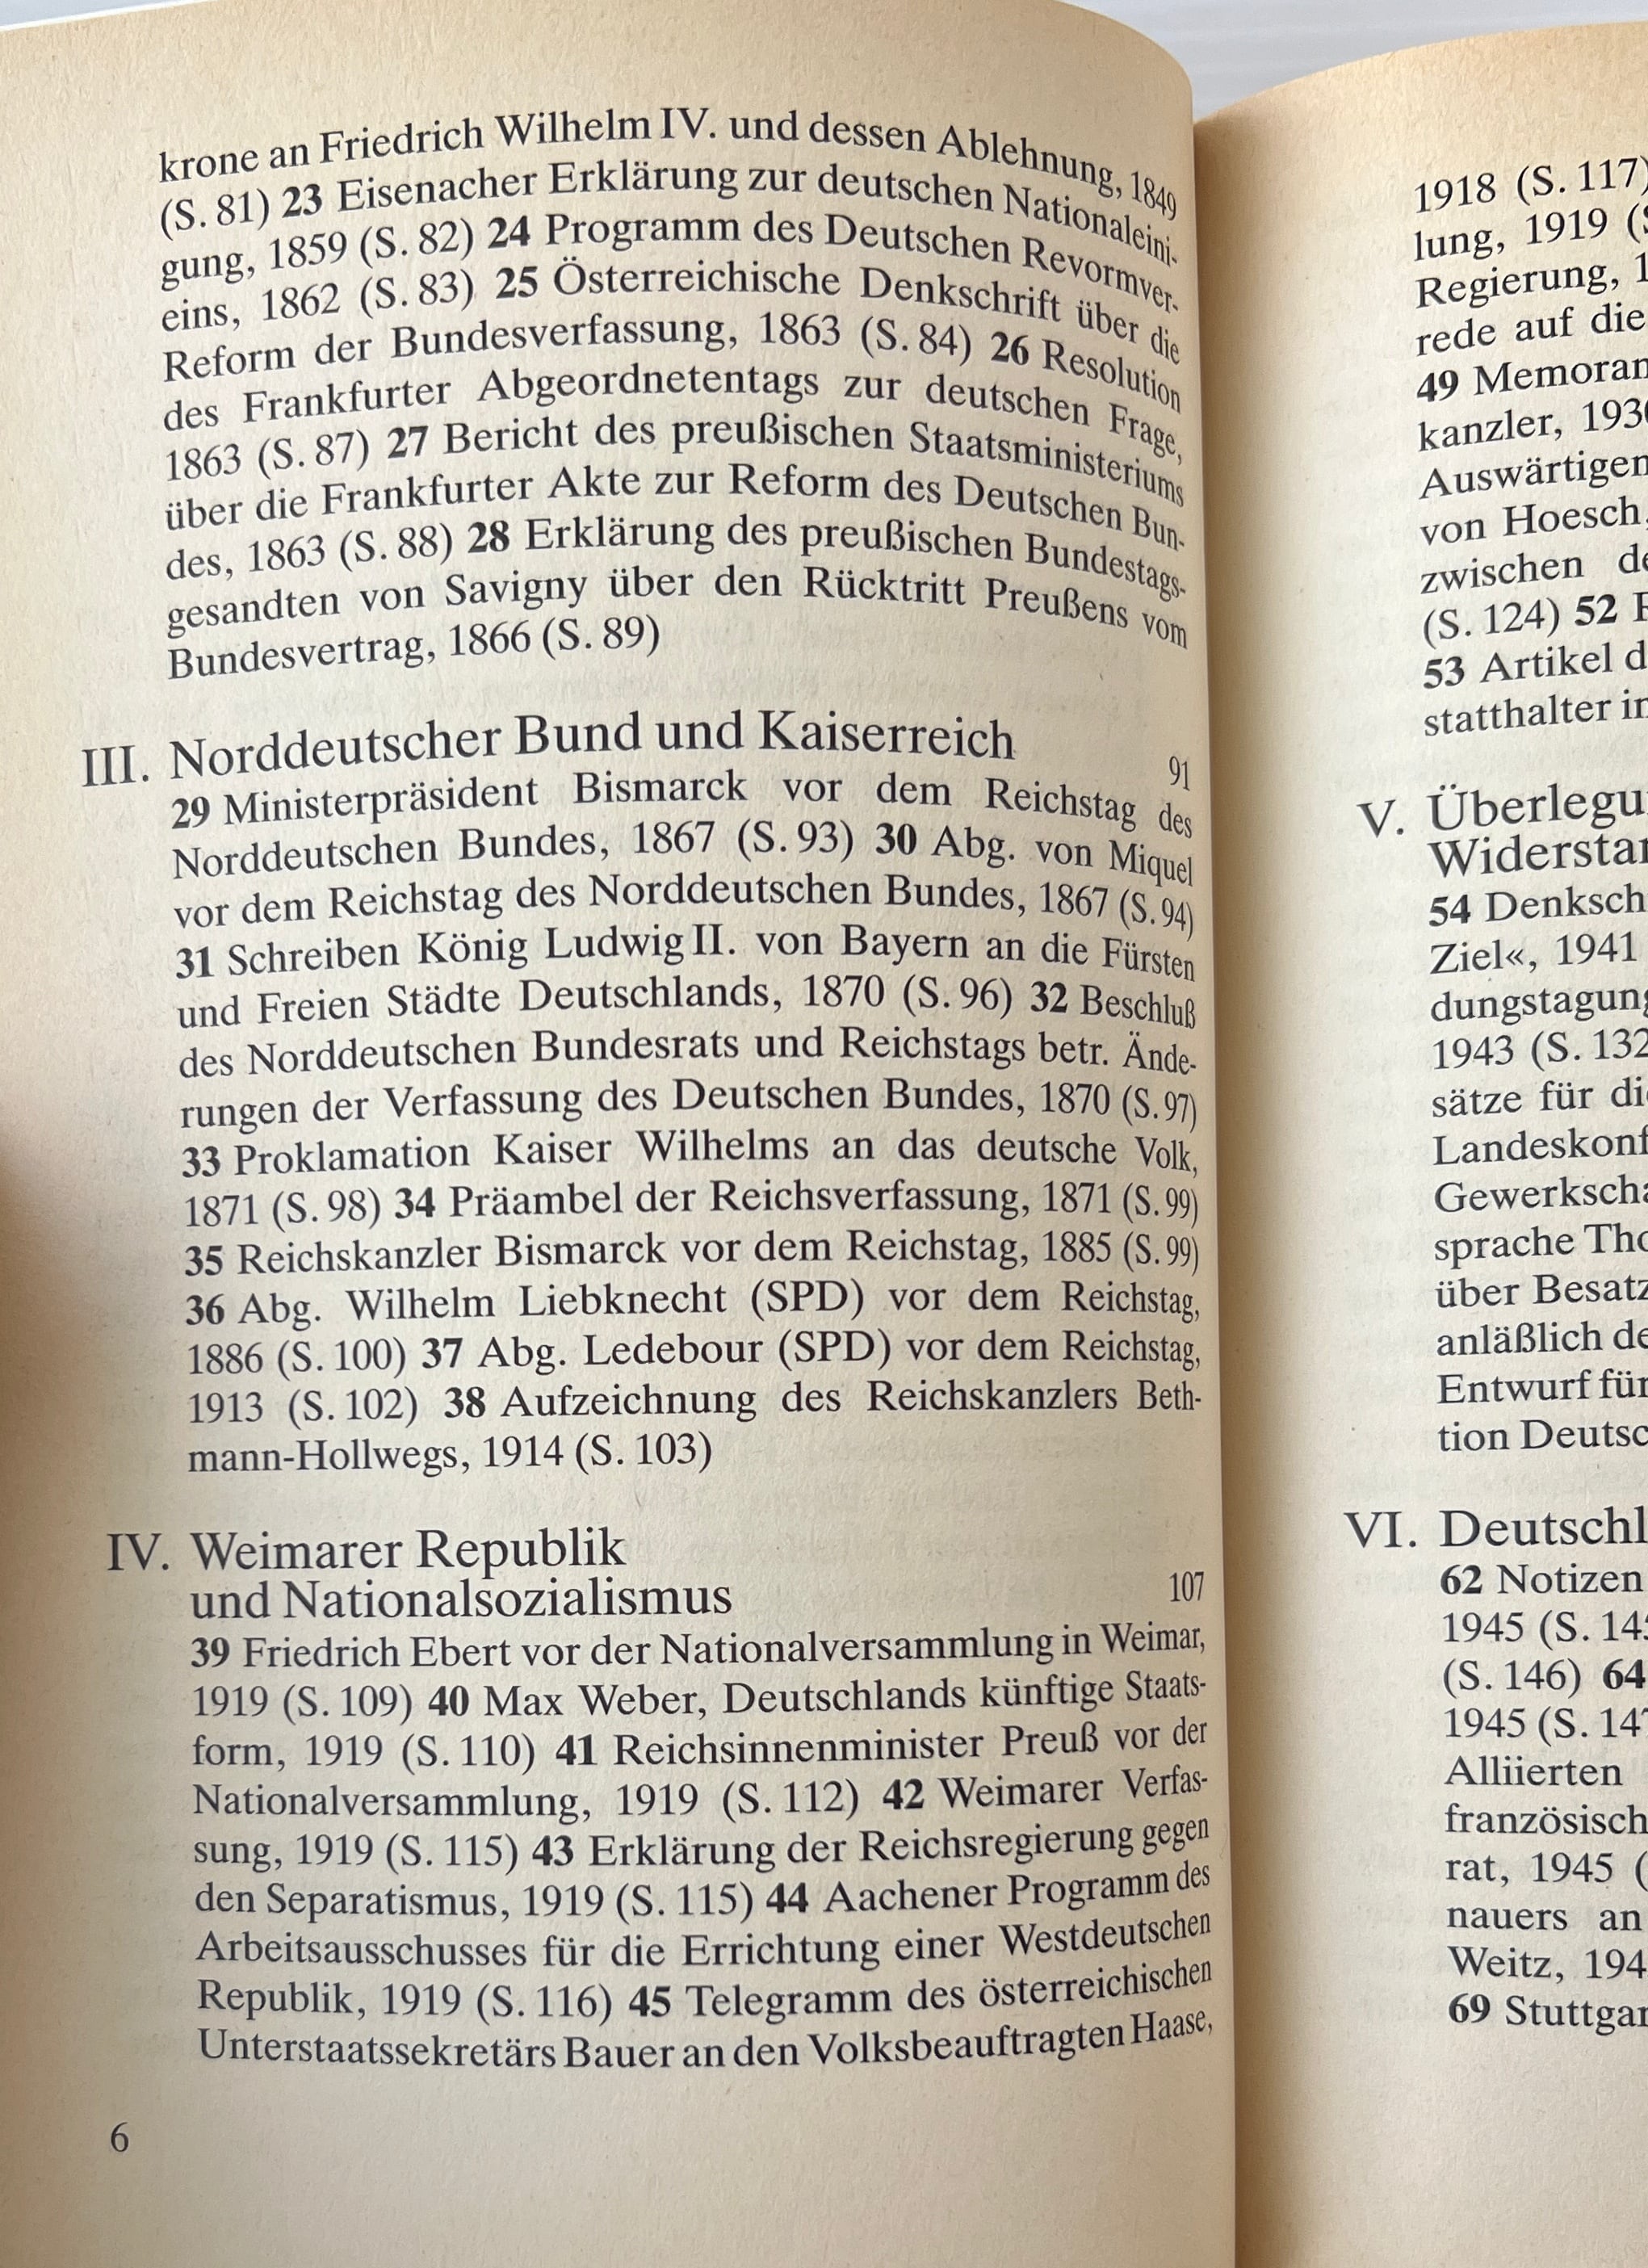 krone an Friedrich Wilhelm IV. und dessen Ablehnung, 1849
(S. 81) 23 Eisenacher Erklärung zur deutschen Nationaleini-
gung, 1859 (S. 82) 24 Programm des Deutschen Revormver-
eins, 1862 (S. 83) 25 Österreichische Denkschrift über die
Reform der Bundesverfassung, 1863 (S. 84) 26 Resolution
des Frankfurter Abgeordnetentags zur deutschen Frage,
1863 (S. 87) 27 Bericht des preußischen Staatsministeriums
über die Frankfurter Akte zur Reform des Deutschen Bun-
des, 1863 (S. 88) 28 Erklärung des preußischen Bundestags-
gesandten von Savigny über den Rücktritt Preußens vom
Bundesvertrag, 1866 (S. 89)
III. Norddeutscher Bund und Kaiserreich 91
29 Ministerpräsident Bismarck vor dem Reichstag des
Norddeutschen Bundes, 1867 (S. 93) 30 Abg. von Miquel
vor dem Reichstag des Norddeutschen Bundes, 1867 (S. 94)
31 Schreiben König Ludwig II. von Bayern an die Fürsten
und Freien Städte Deutschlands, 1870 (S. 96) 32 Beschluß
des Norddeutschen Bundesrats und Reichstags betr. Ände-
rungen der Verfassung des Deutschen Bundes, 1870 (S. 97)
33 Proklamation Kaiser Wilhelms an das deutsche Volk,
1871 (S. 98) 34 Präambel der Reichsverfassung, 1871 (S. 99)
35 Reichskanzler Bismarck vor dem Reichstag, 1885 (S. 99)
36 Abg. Wilhelm Liebknecht (SPD) vor dem Reichstag,
1886 (S. 100) 37 Abg. Ledebour (SPD) vor dem Reichstag,
1913 (S. 102) 38 Aufzeichnung des Reichskanzlers Beth-
mann-Hollwegs, 1914 (S. 103)
IV. Weimarer Republik
und Nationalsozialismus 107
39 Friedrich Ebert vor der Nationalversammlung in Weimar,
1919 (S. 109) 40 Max Weber, Deutschlands künftige Staats-
form, 1919 (S. 110) 41 Reichsinnenminister Preuß vor der
Nationalversammlung, 1919 (S. 112) 42 Weimarer Verfas-
sung, 1919 (S. 115) 43 Erklärung der Reichsregierung gegen
den Separatismus, 1919 (S. 115) 44 Aachener Programm des
Arbeitsausschusses für die Errichtung einer Westdeutschen
Republik, 1919 (S. 116) 45 Telegramm des österreichischen
Unterstaatssekretärs Bauer an den Volksbeauftragten Haase,
6
1918 (S. 117)
lung, 1919
Regierung,
rede auf die
49
kanzler,
Auswärtigen
von Hoesch,
zwischen
(S. 124) 52
53 Artikel
statthalter
V.
54
Ziel«, 1941
1943 (S. 132
sätze für
sprache
über
anläßlich
Entwurf für
tion
VI.
62 Notizen
1945 (S.
(S. 146) 64
1945 (S.
Alliierten
rat, 1945
nauers an
Weitz,
69